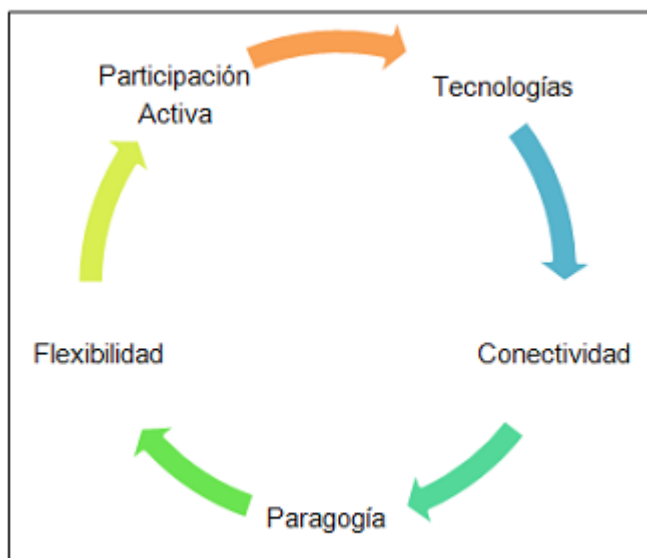 Participación
Activa
Tecnologías
Conectividad
Paragogía
Flexibilidad